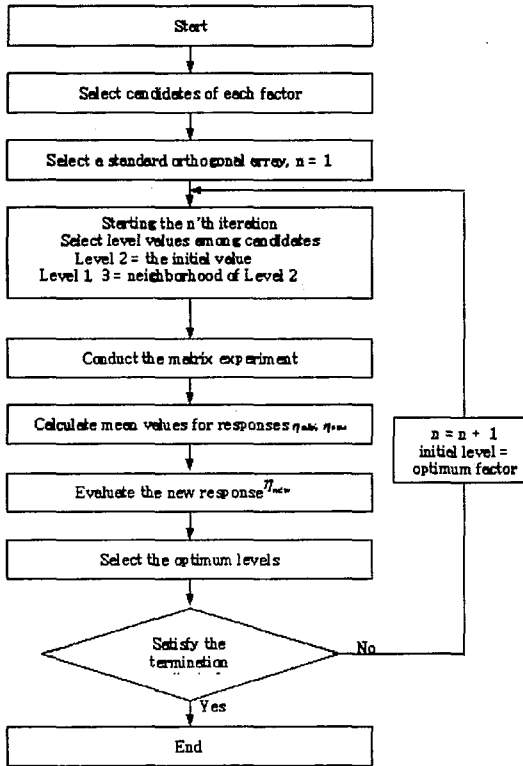 Start
Select candidates of each factor
Select a standard orthogonal array, n = 1
Starting the n'th iteration
Select level values among candidates
Level 2 = the initial value
Level 1, 3 = neighborhood of Level 2
Conduct the matrix experiment
Calculate mean values for responses
Evaluate the new response η new
Select the optimum levels
Satisfy the
termination
No
Yes
End
n = n + 1
initial level =
optimum factor